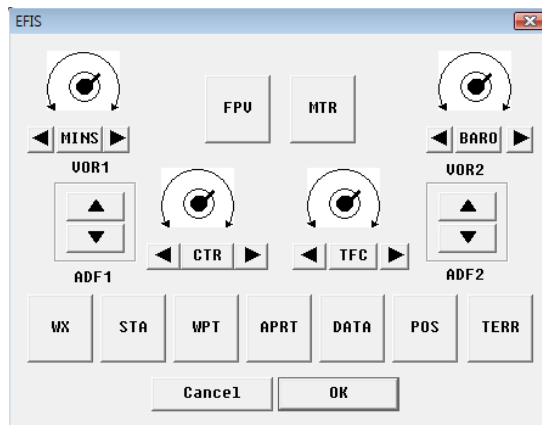 EFIS
FPV MTR
MINS BARO
VOR1 VOR2
CTR TFC
ADF1 ADF2
WX STA WPT APRT DATA POS TERR
Cancel OK